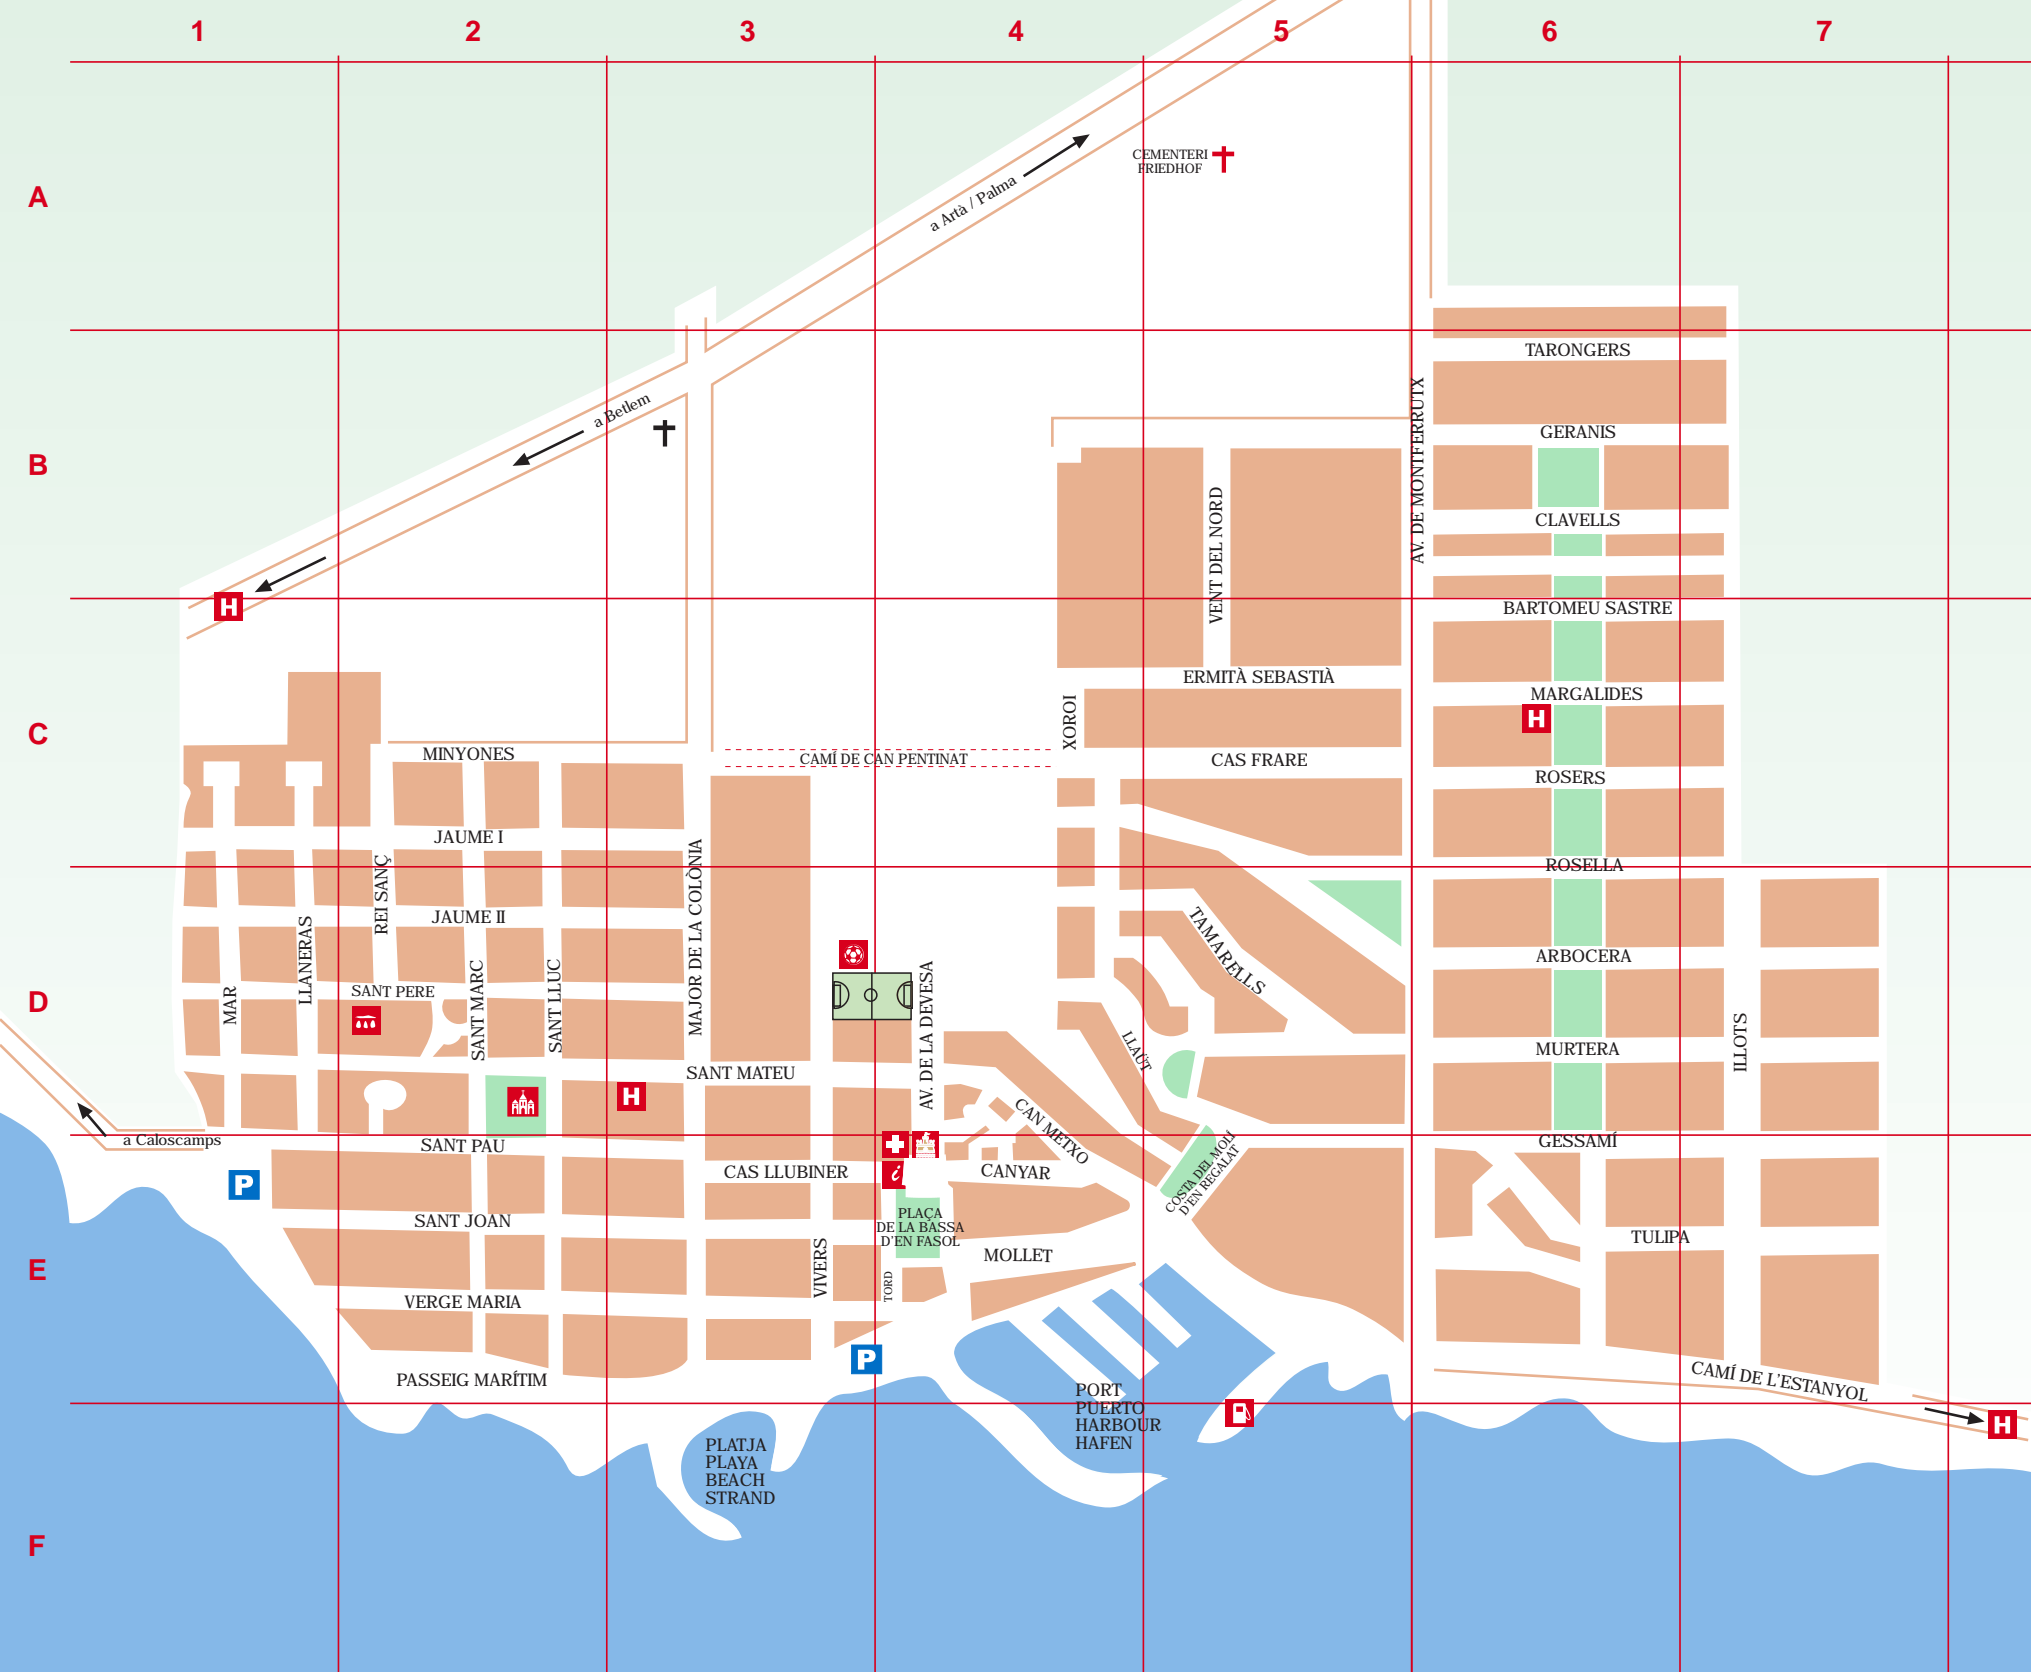 1
2
3
4
5
6
7
A
CEMENTERI
FRIEDHOF
a Artà / Palma
B
TARONGERS
a Betlem
GERANIS
AV. DE MONTFERRUTX
CLAVELLS
VENT DEL NORD
H
BARTOMEU SASTRE
C
ERMITÀ SEBASTIÀ
MARGALIDES
XOROI
H
MINYONES
CAMÍ DE CAN PENTINAT
CAS FRARE
ROSERS
JAUME I
ROSELLA
REI SANÇ
MAJOR DE LA COLÒNIA
D
JAUME II
LLANERAS
TAMARELLS
ARBOCERA
MAR
SANT PERE
SANT MARC
SANT LLUC
AV. DE LA DEVESA
LLAÜT
MURTERA
ILLOTS
SANT MATEU
H
CAN METXO
a Caloscamps
SANT PAU
GESSAMÍ
P
CAS LLUBINER
i
CANYAR
COSTA DEL MOLÍ
D'EN REGALAT
E
SANT JOAN
PLAÇA
DE LA BASSA
D'EN FASOL
MOLLET
TULIPA
VIVERS
TORD
VERGE MARIA
P
PASSEIG MARÍTIM
CAMÍ DE L'ESTANYOL
PORT
PUERTO
HARBOUR
HAFEN
H
PLATJA
PLAYA
BEACH
STRAND
F